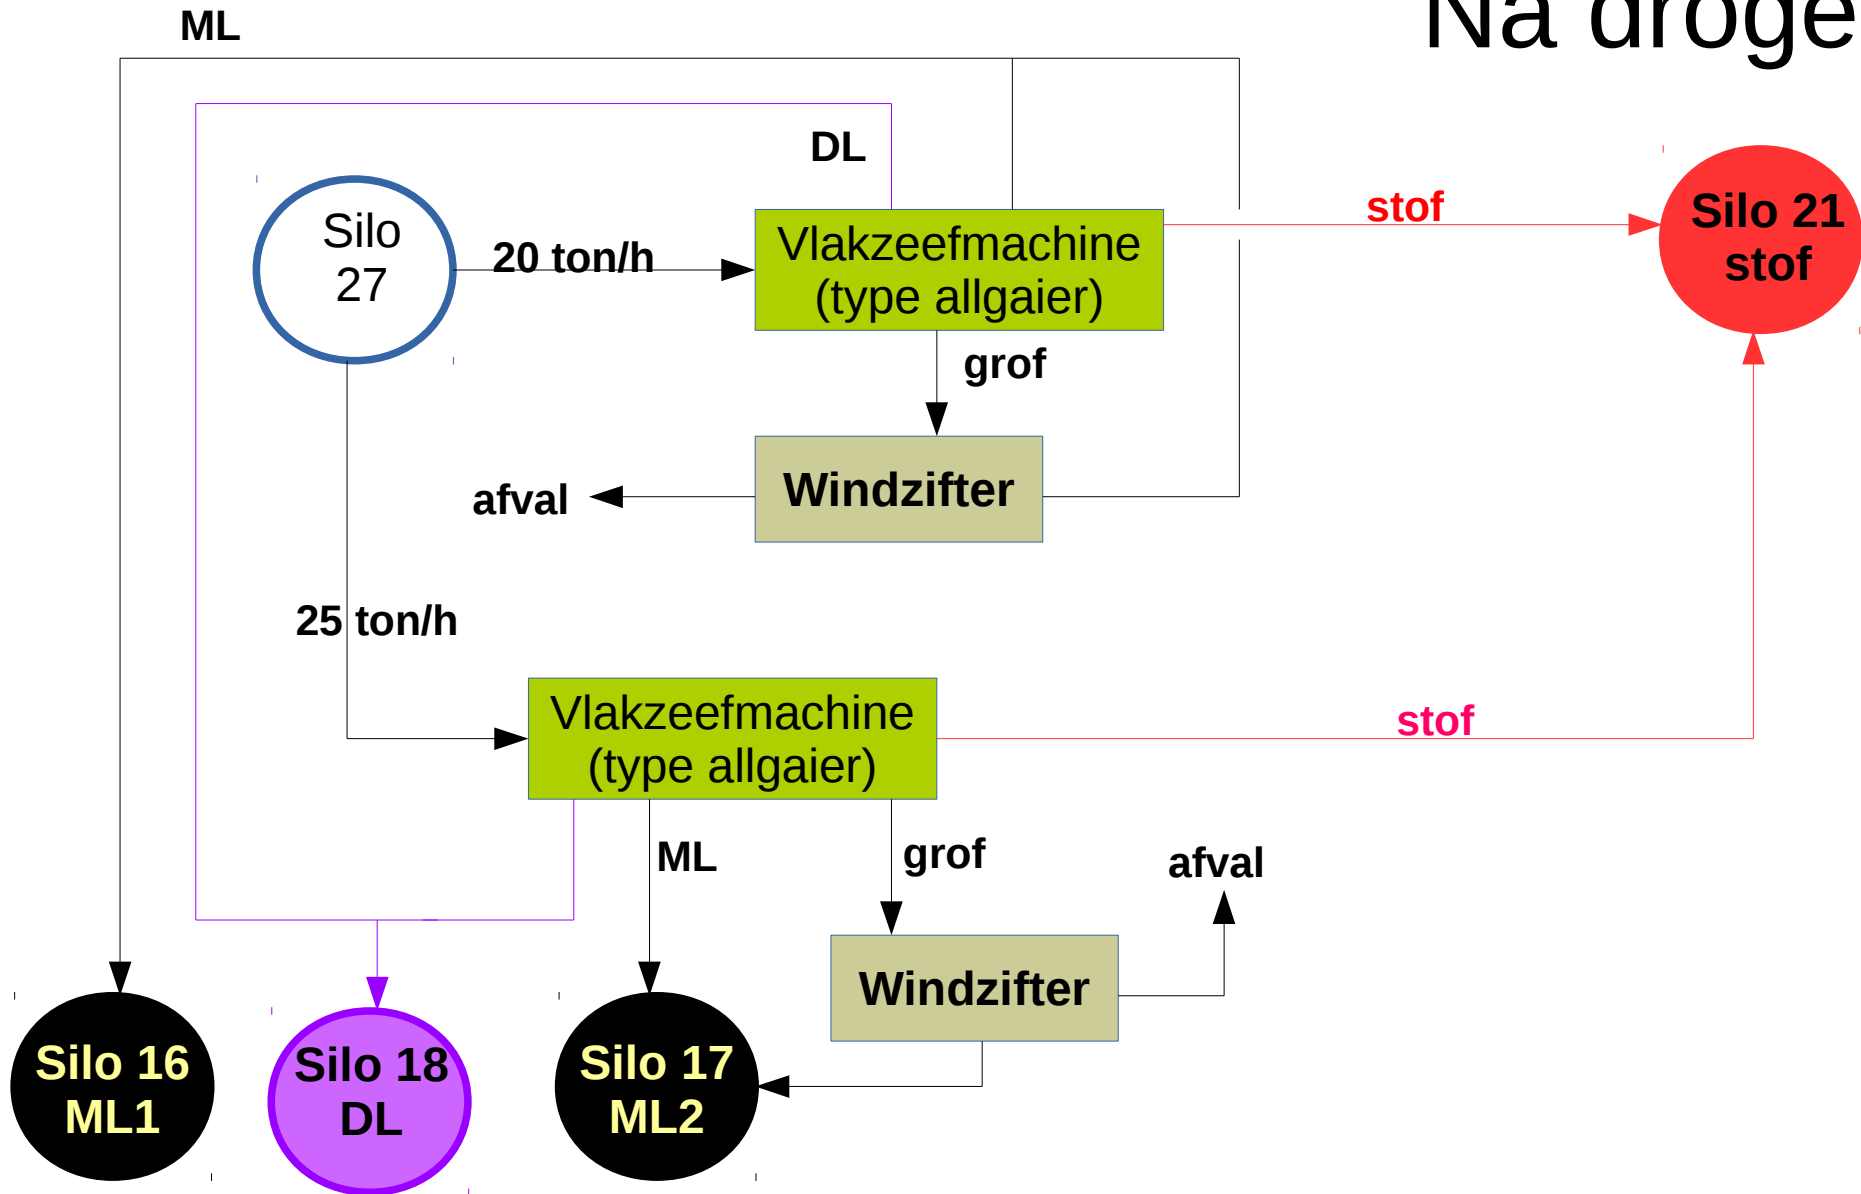 Na droge
ML
DL
Silo
27
20 ton/h
Vlakzeefmachine
(type allgaier)
stof
Silo 21
stof
grof
afval
Windzifter
25 ton/h
Vlakzeefmachine
(type allgaier)
stof
ML
grof
afval
Windzifter
Silo 16
ML1
Silo 18
DL
Silo 17
ML2